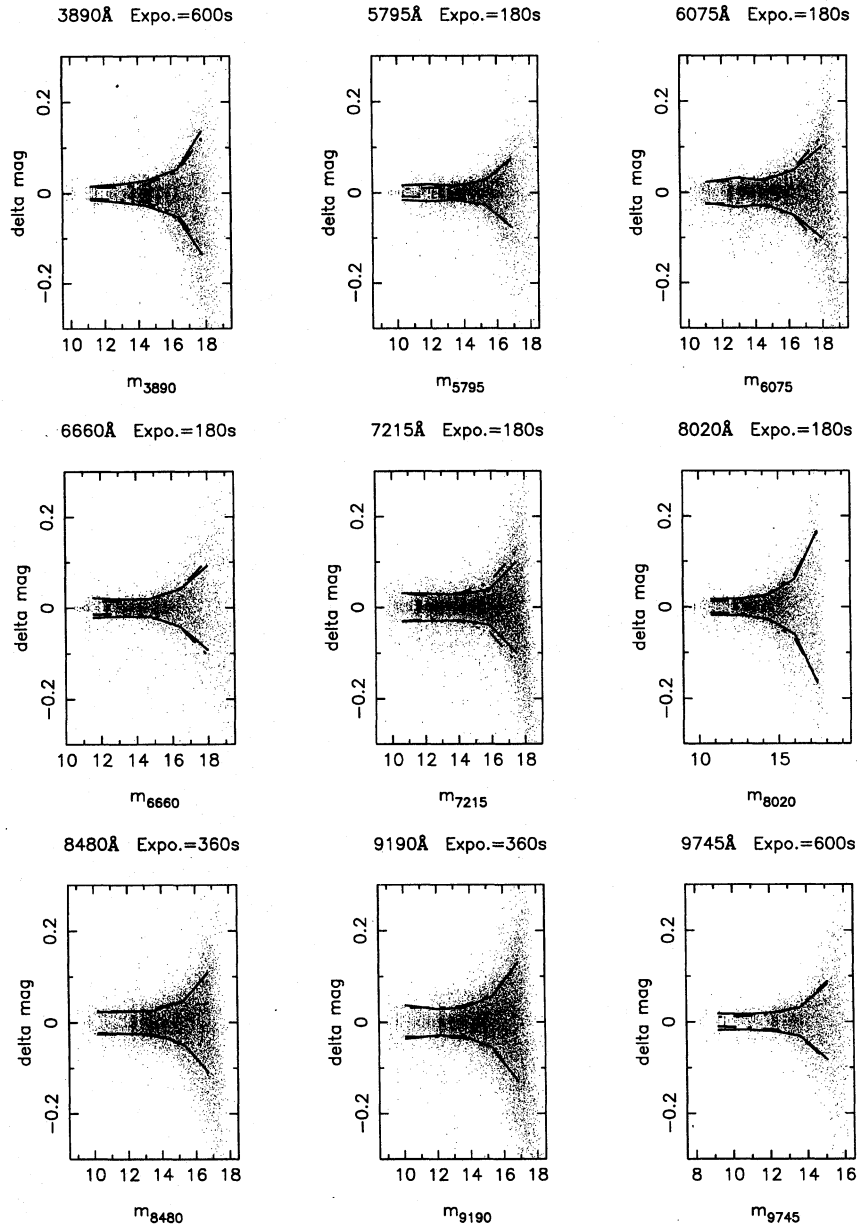 3890Å Expo.=600s
5795Å Expo.=180s
6075Å Expo.=180s
delta mag
0.2
0
−0.2
10 12 14 16 18
m3890
delta mag
0.2
0
−0.2
10 12 14 16 18
m5795
delta mag
0.2
0
−0.2
10 12 14 16 18
m6075
6660Å Expo.=180s
7215Å Expo.=180s
8020Å Expo.=180s
delta mag
0.2
0
−0.2
10 12 14 16 18
m6660
delta mag
0.2
0
−0.2
10 12 14 16 18
m7215
delta mag
0.2
0
−0.2
10 15
m8020
8480Å Expo.=360s
9190Å Expo.=360s
9745Å Expo.=600s
delta mag
0.2
0
−0.2
10 12 14 16 18
m8480
delta mag
0.2
0
−0.2
10 12 14 16 18
m9190
delta mag
0.2
0
−0.2
8 10 12 14 16
m9745